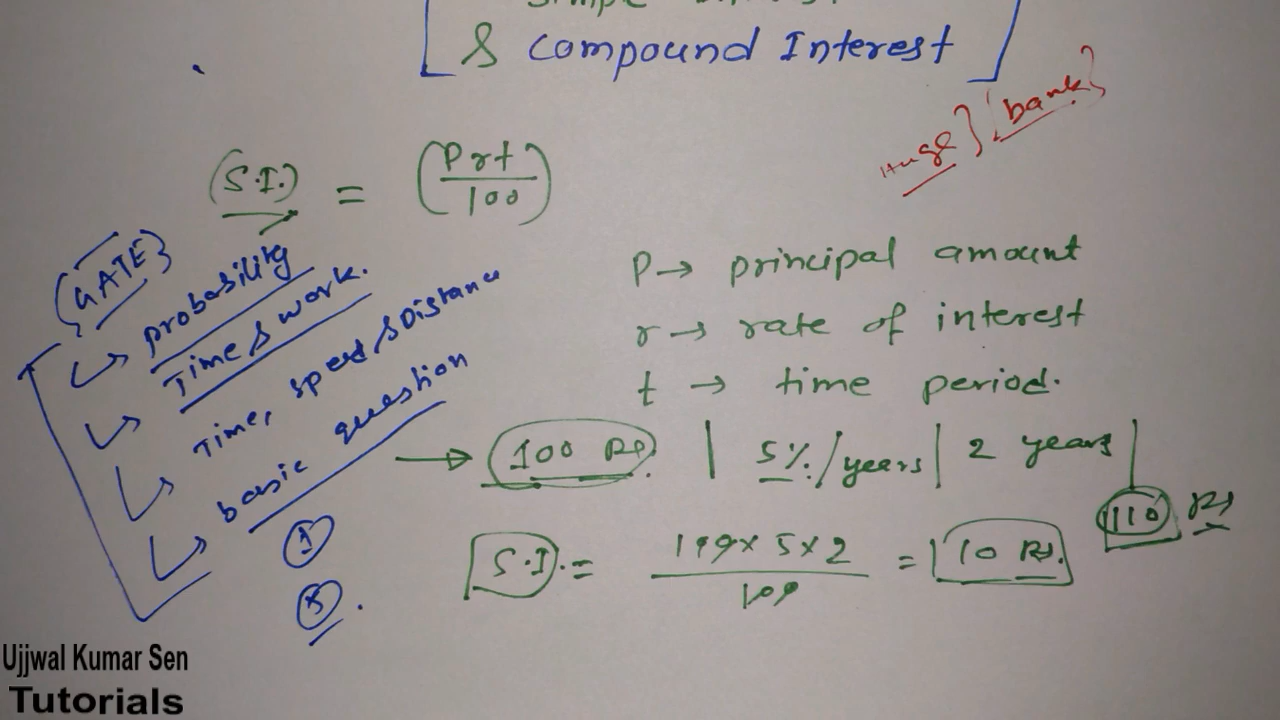 & Compound Interest
Huge} {bank}
(S.I.) = (Prt/100)
{GATE}
probability
Time & work.
Time, speed & Distance
basic question
1
5.
P → principal amount
r → rate of interest
t → time period.
→ 100 Rs. | 5%/years | 2 years |
110 Rs
S.I. = 100 x 5 x 2 / 100 = 10 Rs.
Ujjwal Kumar Sen
Tutorials